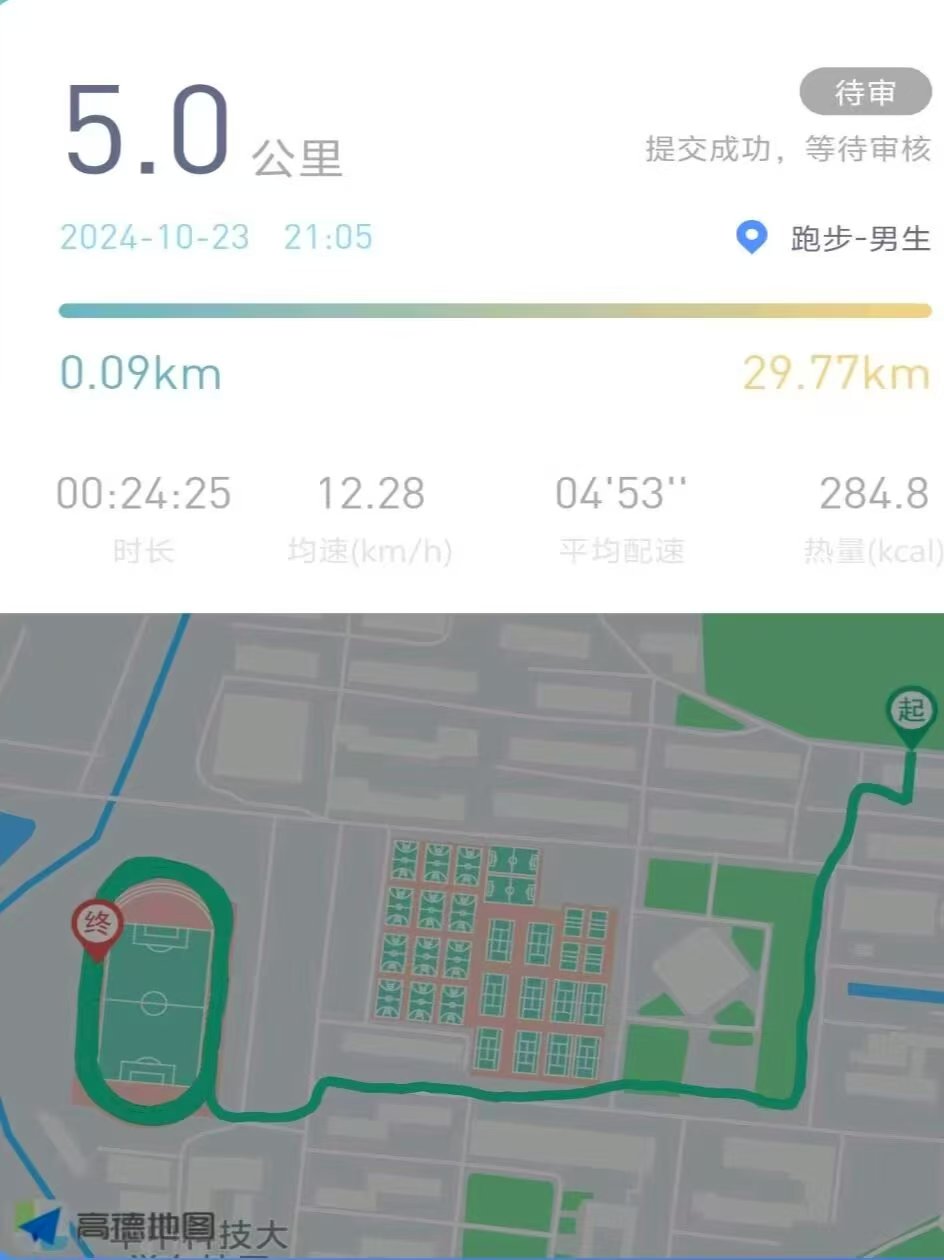 5.0 公里
待审
提交成功，等待审核
2024-10-23 21:05
跑步-男生
0.09km
29.77km
00:24:25 12.28 04'53'' 284.8
时长 均速(km/h) 平均配速 热量(kcal)
起
终
高德地图
科技大